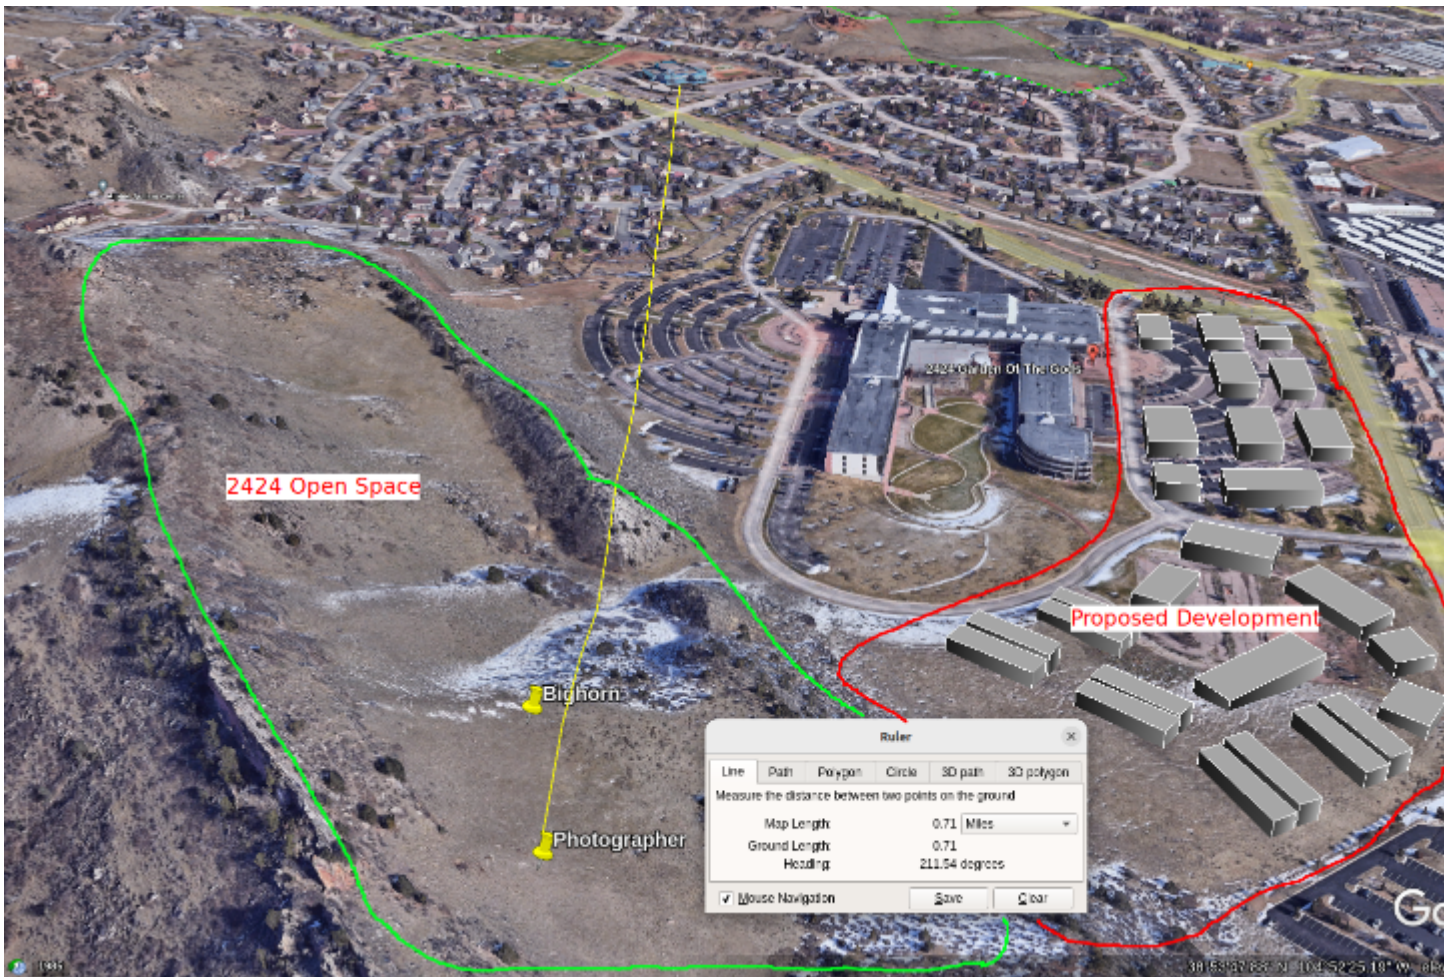 2424 Garden Of The Gods
2424 Open Space
Proposed Development
Bighorn
Photographer
Ruler
Line Path Polygon Circle 3D path 3D polygon
Measure the distance between two points on the ground
Map Length: 0.71 Miles
Ground Length: 0.71
Heading: 211.54 degrees
Mouse Navigation Save Clear
Go